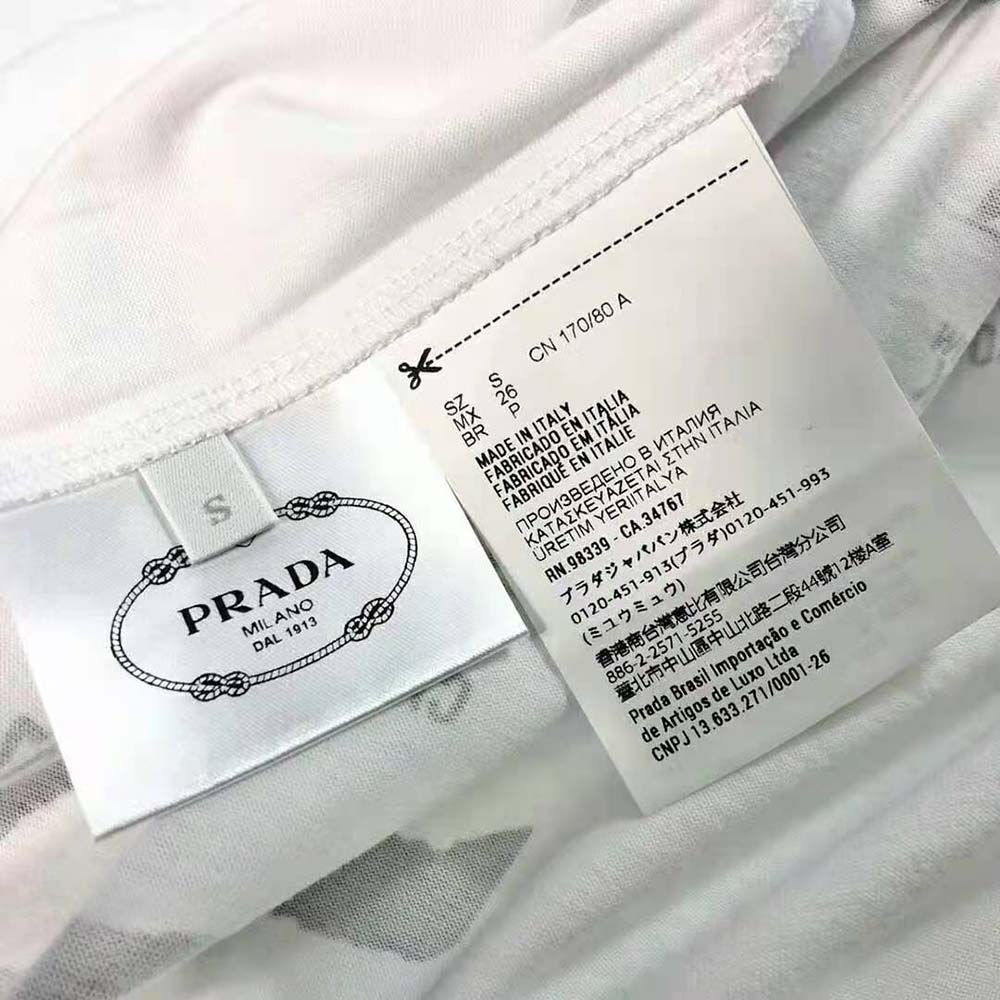 S
PRADA
MILANO
DAL 1913
CN 170/80 A
SZ S
MX 26
BR P
MADE IN ITALY
FABRICADO EN ITALIA
FABRICADO EM ITÁLIA
FABRIQUÉ EN ITALIE
ПРОИЗВЕДЕНО В ИТАЛИЯ
ΚΑΤΑΣΚΕΥΑΖΕΤΑΙ ΣΤΗΝ ΙΤΑΛΙΑ
ÜRETIM YERI ITALYA
RN.98339 - CA.34767
プラダジャパン株式会社
0120-451-913(プラダ)0120-451-993
(ミュウミュウ)
香港商台灣惠比有限公司台灣分公司
886-2-2571-5255
臺北市中山區中山北路二段44號12樓A室
Prada Brasil Importação e Comércio
de Artigos de Luxo Ltda
CNPJ 13.633.271/0001-26